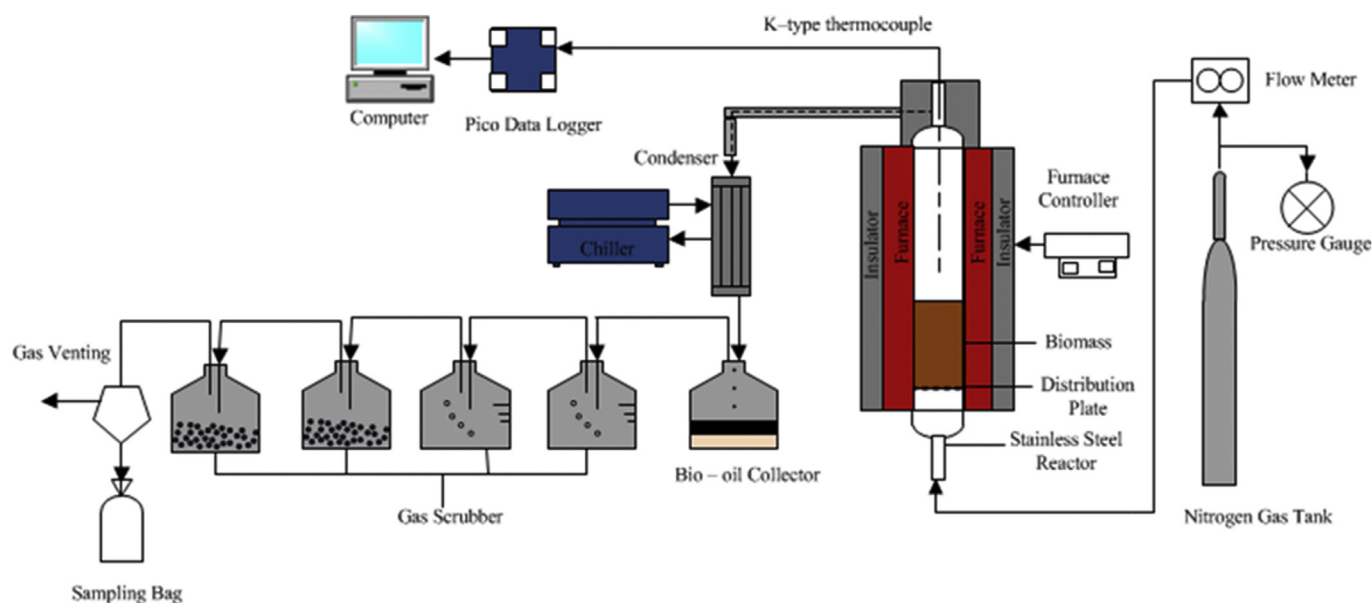 K–type thermocouple
Computer
Pico Data Logger
Flow Meter
Condenser
Chiller
Insulator
Furnace
Furnace
Insulator
Furnace
Controller
Pressure Gauge
Gas Venting
Biomass
Distribution
Plate
Stainless Steel
Reactor
Bio – oil Collector
Gas Scrubber
Nitrogen Gas Tank
Sampling Bag